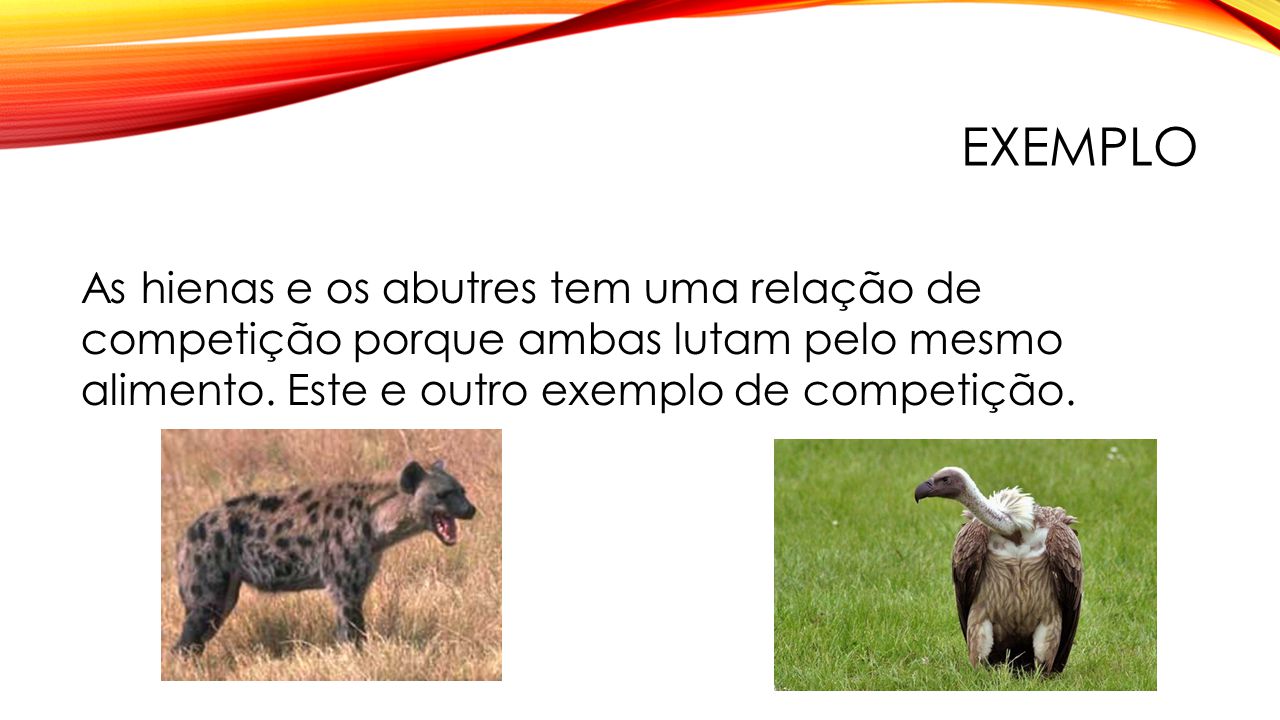 EXEMPLO
As hienas e os abutres tem uma relação de
competição porque ambas lutam pelo mesmo
alimento. Este e outro exemplo de competição.